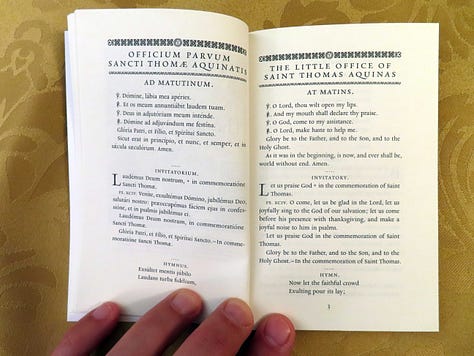 OFFICIUM PARVUM
SANCTI THOMÆ AQUINATIS
AD MATUTINUM.
℣. Dómine, lábia mea apéries.
℟. Et os meum annuntiábit laudem tuam.
℣. Deus in adjutórium meum inténde.
℟. Dómine ad adjuvándum me festína.
Glória Patri, et Fílio, et Spirítui Sancto.
Sicut erat in princípio, et nunc, et semper, et in
sǽcula sæculórum. Amen.
INVITATORIUM.
Laudémus Deum nostrum, * in commemoratióne
Sancti Thomæ.
PS. XCIV. Veníte, exsultémus Dómino, jubilémus Deo,
salutári nostro: præoccupémus fáciem ejus in confessi-
óne, et in psalmis jubilémus ei.
Laudémus Deum nostrum, in commemoratióne
Sancti Thomæ.
Glória Patri, et Fílio, et Spirítui Sancto.—In comme-
moratióne sancti Thomæ.
HYMNUS.
Exsúltet mentis júbilo
Laudans turba fidélium,
THE LITTLE OFFICE OF
SAINT THOMAS AQUINAS
AT MATINS.
℣. O Lord, thou wilt open my lips.
℟. And my mouth shall declare thy praise.
℣. O God, come to my assistance.
℟. O Lord, make haste to help me.
Glory be to the Father, and to the Son, and to the
Holy Ghost.
As it was in the beginning, is now, and ever shall be,
world without end. Amen.
INVITATORY.
Let us praise God * in the commemoration of Saint
Thomas.
PS. XCIV. O come, let us be glad in the Lord, let us
joyfully sing to the God of our salvation; let us come
before his presence with thanksgiving, and make a
joyful noise to him in psalms.
Let us praise God in the commemoration of Saint
Thomas.
Glory be to the Father, and to the Son, and to the
Holy Ghost.—In the commemoration of Saint Thomas.
HYMN.
Now let the faithful crowd
Exulting pour its lay;
3